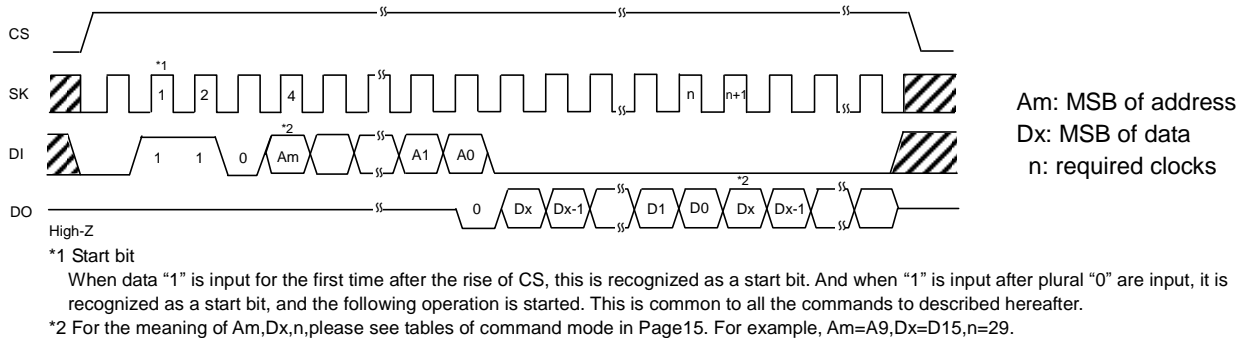 CS
*1
SK 1 2 4 n n+1
*2
DI 1 1 0 Am A1 A0
*2
DO 0 Dx Dx-1 D1 D0 Dx Dx-1
High-Z
Am: MSB of address
Dx: MSB of data
n: required clocks
*1 Start bit
When data “1” is input for the first time after the rise of CS, this is recognized as a start bit. And when “1” is input after plural “0” are input, it is
recognized as a start bit, and the following operation is started. This is common to all the commands to described hereafter.
*2 For the meaning of Am,Dx,n,please see tables of command mode in Page15. For example, Am=A9,Dx=D15,n=29.